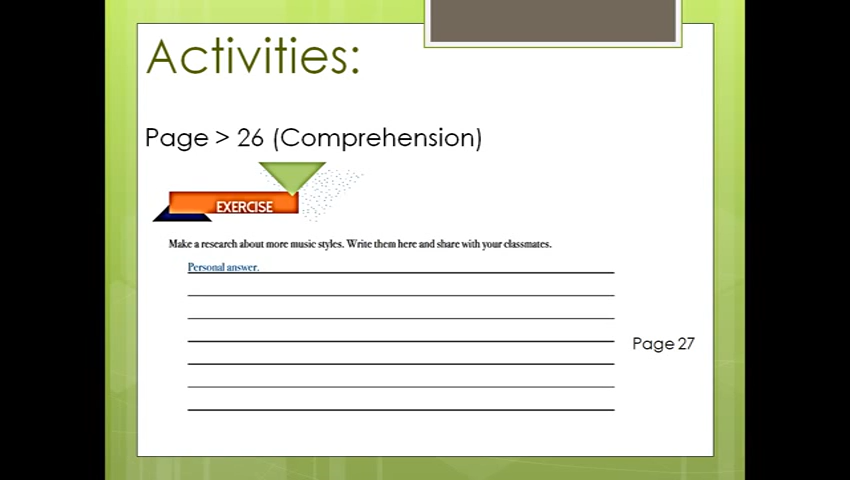 Activities:
Page > 26 (Comprehension)
EXERCISE
Make a research about more music styles. Write them here and share with your classmates.
Personal answer.
Page 27